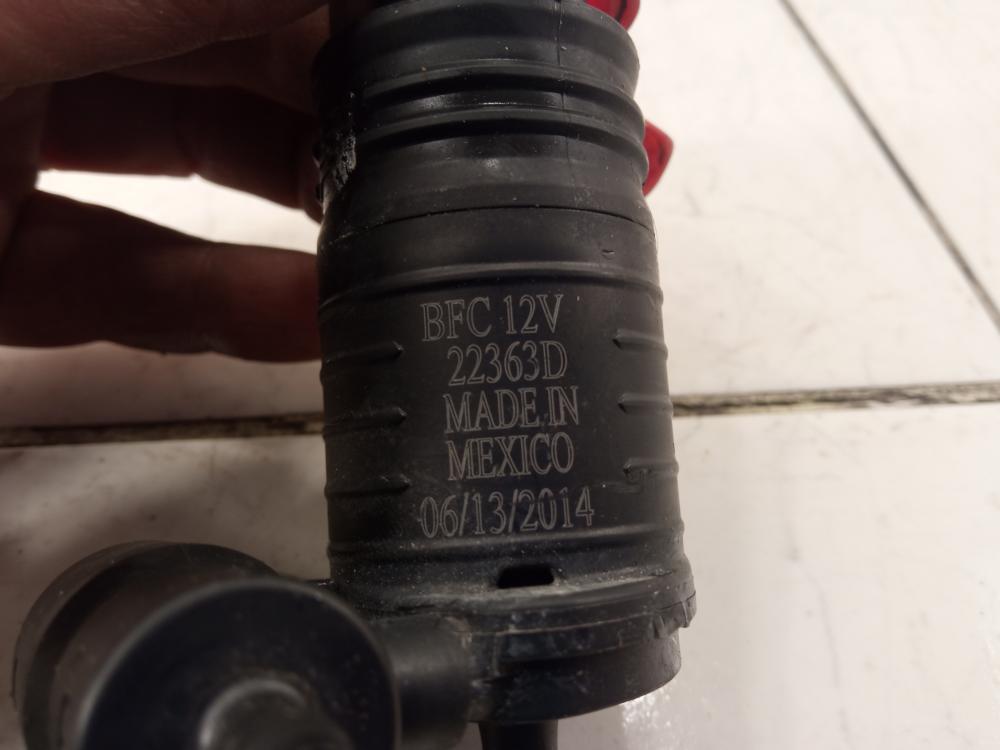 BFC 12V
22363D
MADE IN
MEXICO
06/13/2014